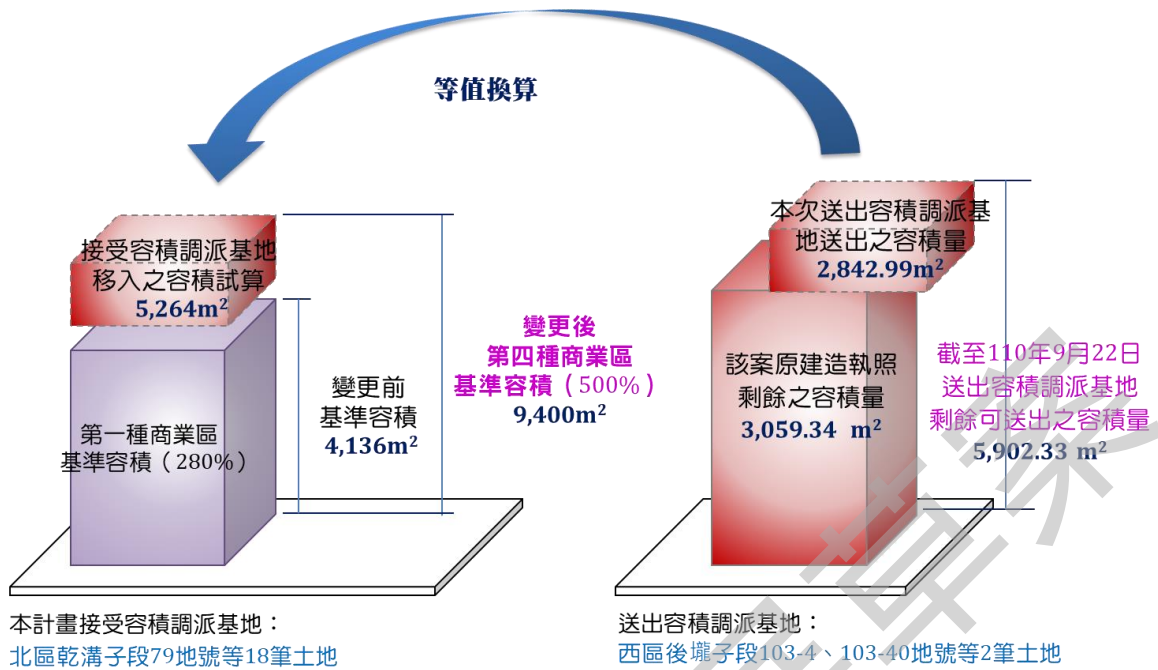 等值換算
接受容積調派基地
移入之容積試算
5,264m²
第一種商業區
基準容積（280%）
變更前
基準容積
4,136m²
變更後
第四種商業區
基準容積（500%）
9,400m²
本次送出容積調派基
地送出之容積量
2,842.99m²
該案原建造執照
剩餘之容積量
3,059.34 m²
截至110年9月22日
送出容積調派基地
剩餘可送出之容積量
5,902.33 m²
本計畫接受容積調派基地：
北區乾溝子段79地號等18筆土地
送出容積調派基地：
西區後壠子段103-4、103-40地號等2筆土地
草案